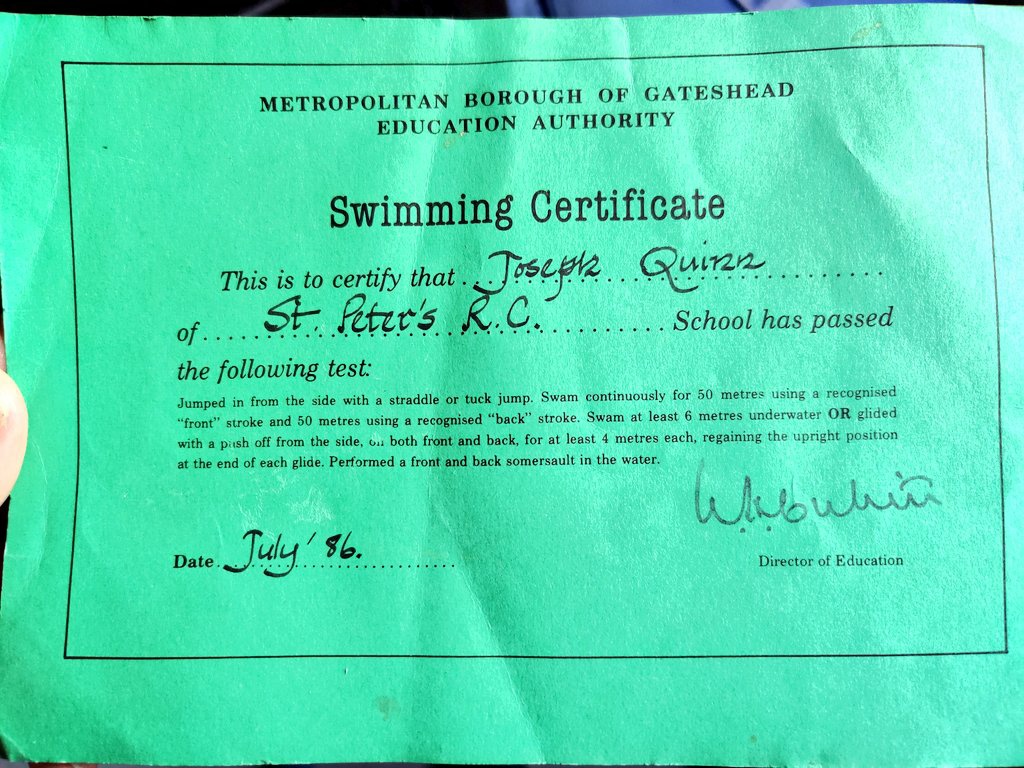 METROPOLITAN BOROUGH OF GATESHEAD
EDUCATION AUTHORITY
Swimming Certificate
This is to certify that Joseph Quinn
of St. Peter's R.C. School has passed
the following test:
Jumped in from the side with a straddle or tuck jump. Swam continuously for 50 metres using a recognised
"front" stroke and 50 metres using a recognised "back" stroke. Swam at least 6 metres underwater OR glided
with a push off from the side, on both front and back, for at least 4 metres each, regaining the upright position
at the end of each glide. Performed a front and back somersault in the water.
Date July '86.
Director of Education